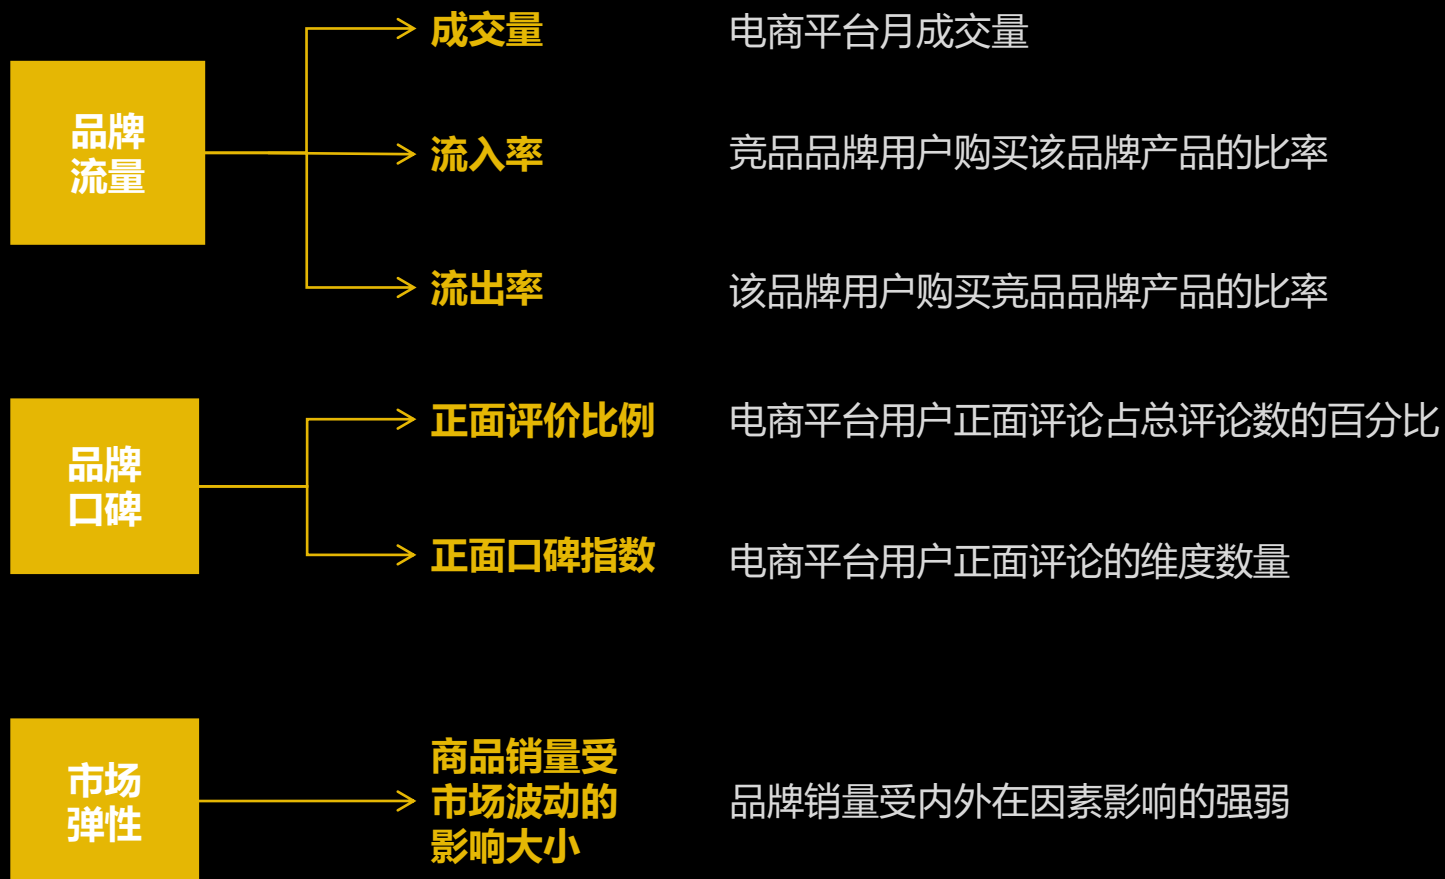 成交量
电商平台月成交量
品牌
流量
流入率
竞品品牌用户购买该品牌产品的比率
流出率
该品牌用户购买竞品品牌产品的比率
正面评价比例
电商平台用户正面评论占总评论数的百分比
品牌
口碑
正面口碑指数
电商平台用户正面评论的维度数量
市场
弹性
商品销量受
市场波动的
影响大小
品牌销量受内外在因素影响的强弱